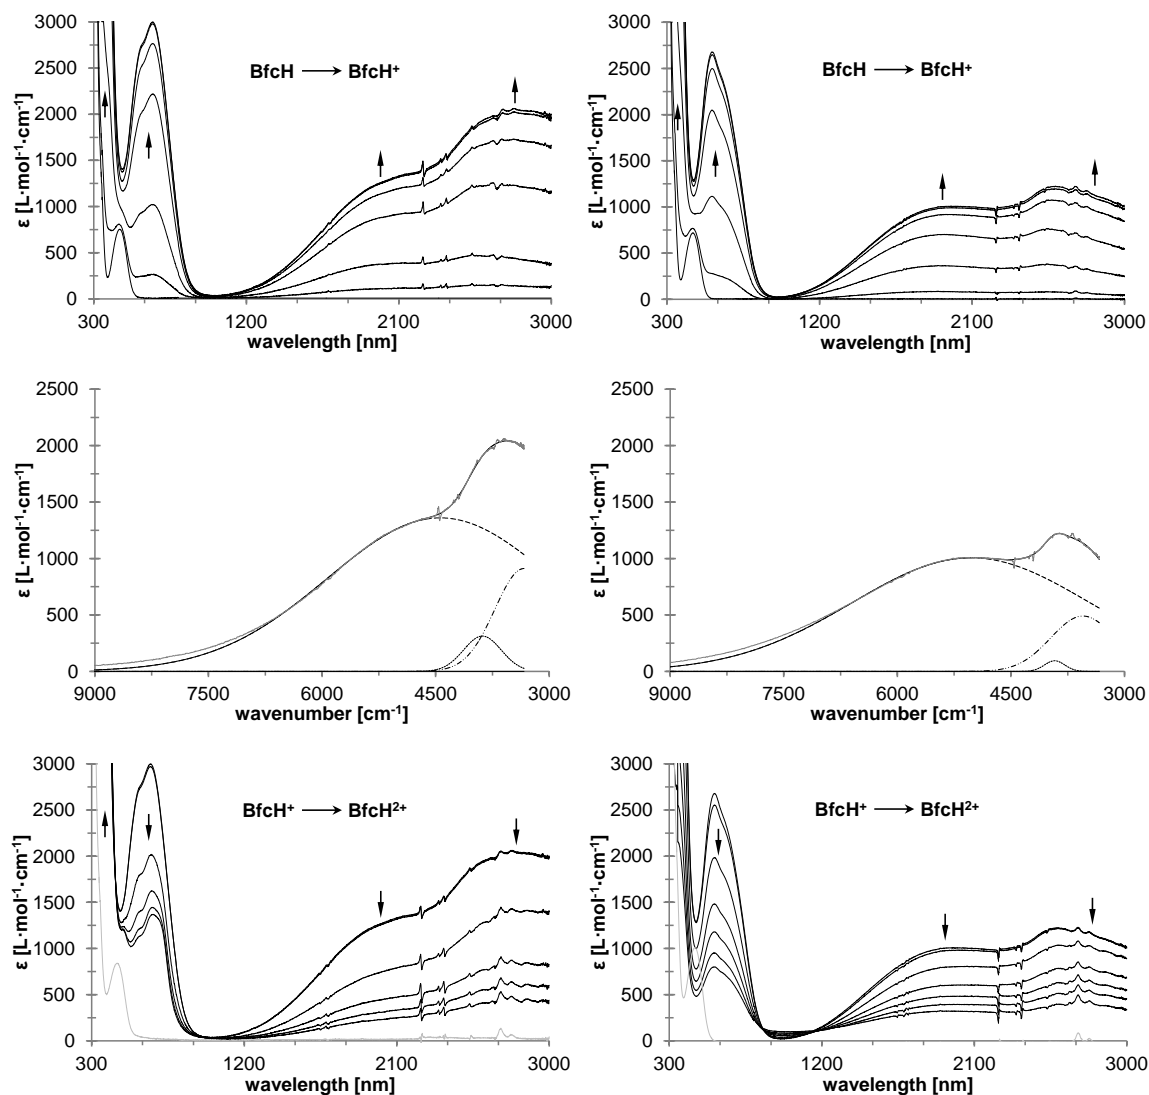 3000
2500
2000
1500
1000
500
0
ε [L·mol⁻¹·cm⁻¹]
BfcH ⟶ BfcH⁺
300 1200 2100 3000
wavelength [nm]
3000
2500
2000
1500
1000
500
0
ε [L·mol⁻¹·cm⁻¹]
BfcH ⟶ BfcH⁺
300 1200 2100 3000
wavelength [nm]
2500
2000
1500
1000
500
0
ε [L·mol⁻¹·cm⁻¹]
9000 7500 6000 4500 3000
wavenumber [cm⁻¹]
2500
2000
1500
1000
500
0
ε [L·mol⁻¹·cm⁻¹]
9000 7500 6000 4500 3000
wavenumber [cm⁻¹]
3000
2500
2000
1500
1000
500
0
ε [L·mol⁻¹·cm⁻¹]
BfcH⁺ ⟶ BfcH²⁺
300 1200 2100 3000
wavelength [nm]
3000
2500
2000
1500
1000
500
0
ε [L·mol⁻¹·cm⁻¹]
BfcH⁺ ⟶ BfcH²⁺
300 1200 2100 3000
wavelength [nm]